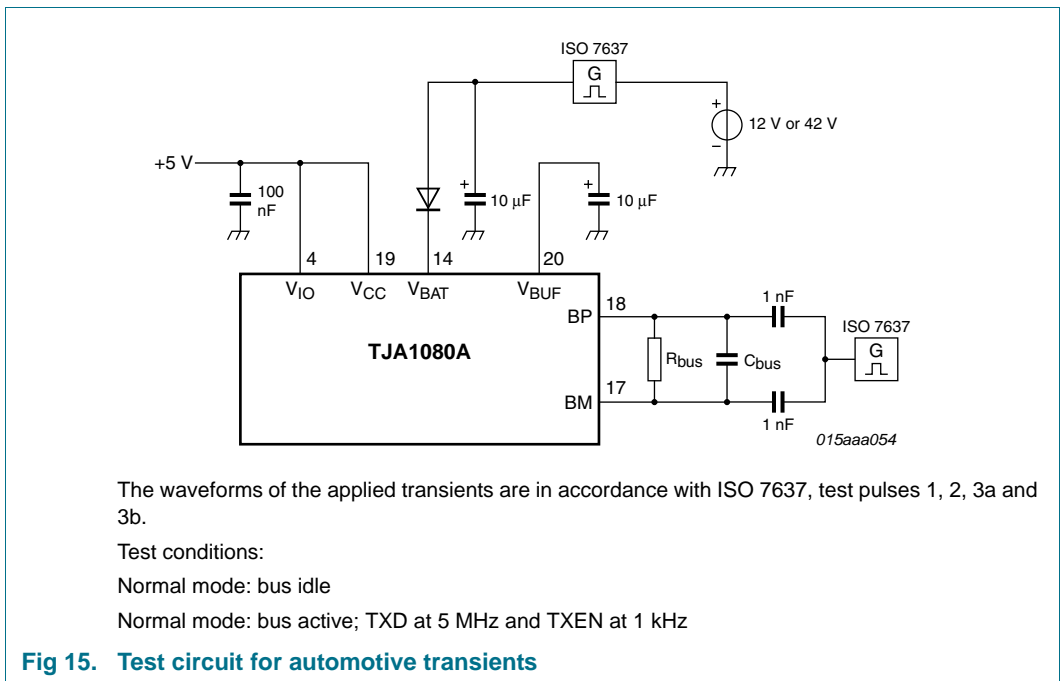 ISO 7637
G
+
12 V or 42 V
−
+5 V
100
nF
+
10 μF
+
10 μF
4
19
14
20
VIO
VCC
VBAT
VBUF
18
BP
TJA1080A
Rbus
Cbus
1 nF
ISO 7637
G
17
BM
1 nF
015aaa054
The waveforms of the applied transients are in accordance with ISO 7637, test pulses 1, 2, 3a and
3b.
Test conditions:
Normal mode: bus idle
Normal mode: bus active; TXD at 5 MHz and TXEN at 1 kHz
Fig 15. Test circuit for automotive transients